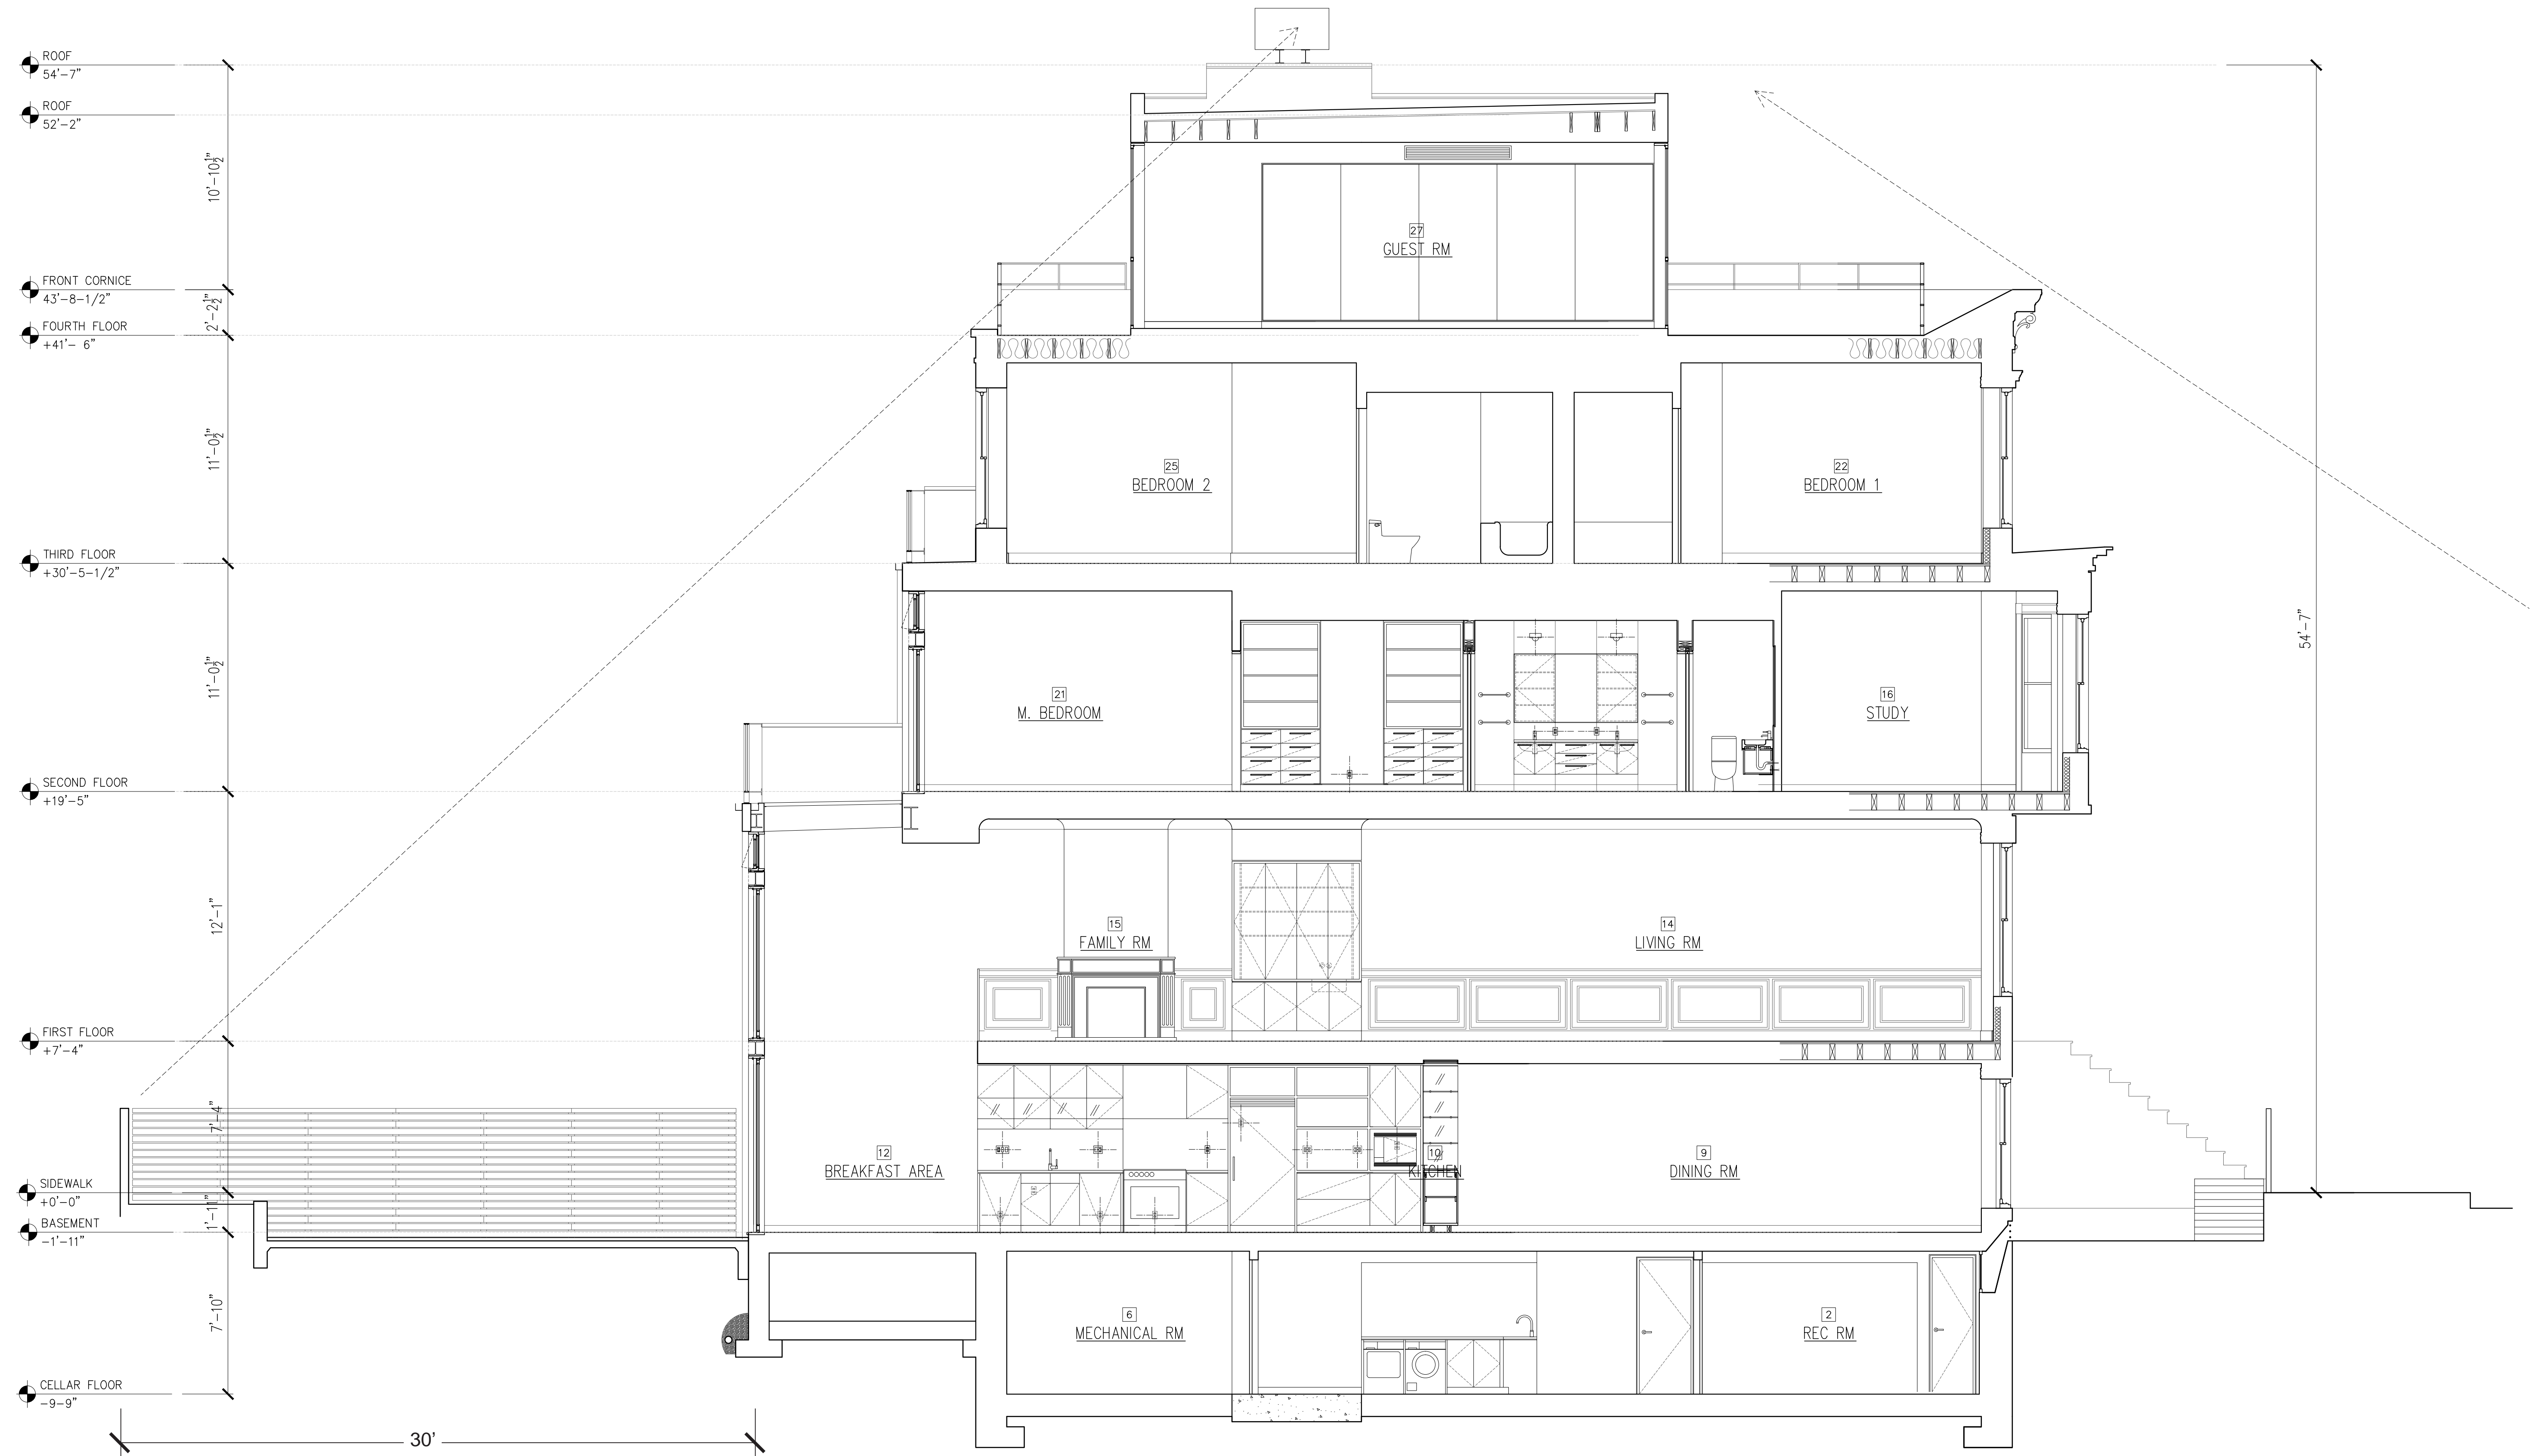 ROOF
54'-7"
ROOF
52'-2"
10'-10½"
FRONT CORNICE
43'-8-1/2"
2'-2½"
FOURTH FLOOR
+41'- 6"
11'-0½"
THIRD FLOOR
+30'-5-1/2"
11'-0½"
SECOND FLOOR
+19'-5"
12'-1"
FIRST FLOOR
+7'-4"
7'-4"
SIDEWALK
+0'-0"
1'-11"
BASEMENT
-1'-11"
7'-10"
CELLAR FLOOR
-9-9"
30'
27
GUEST RM
25
BEDROOM 2
22
BEDROOM 1
21
M. BEDROOM
16
STUDY
15
FAMILY RM
14
LIVING RM
12
BREAKFAST AREA
10
KITCHEN
9
DINING RM
6
MECHANICAL RM
2
REC RM
54'-7"